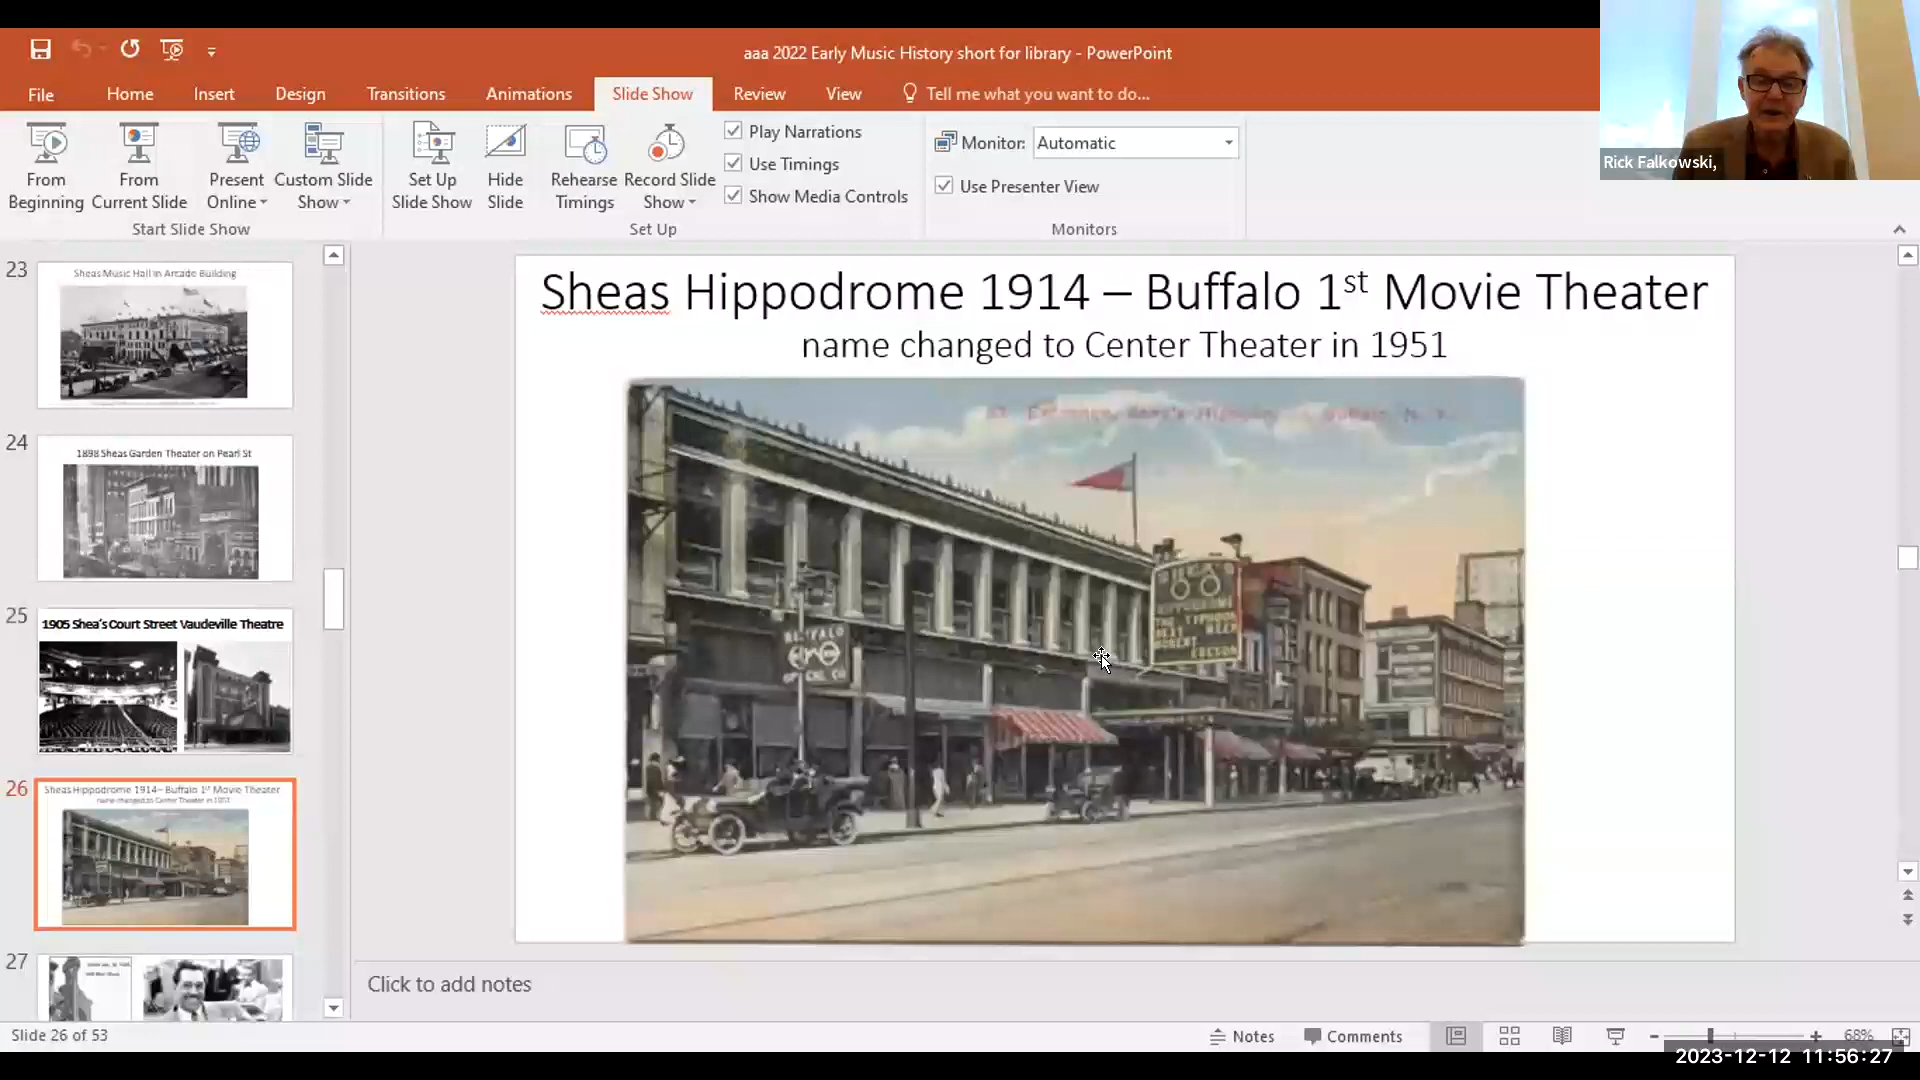 aaa 2022 Early Music History short for library - PowerPoint
File Home Insert Design Transitions Animations Slide Show Review View Tell me what you want to do...
From Beginning
From Current Slide
Present Online
Custom Slide Show
Start Slide Show
Set Up Slide Show
Hide Slide
Rehearse Timings
Record Slide Show
Play Narrations
Use Timings
Show Media Controls
Set Up
Monitor: Automatic
Use Presenter View
Monitors
Rick Falkowski,
23
Sheas Music Hall in Arcade Building
24
1898 Sheas Garden Theater on Pearl St
25
1905 Shea's Court Street Vaudeville Theatre
26
Sheas Hippodrome 1914– Buffalo 1st Movie Theater
name changed to Center Theater in 1951
27
Sheas Hippodrome 1914 – Buffalo 1st Movie Theater
name changed to Center Theater in 1951
SHEA'S
BUFFALO
Click to add notes
Slide 26 of 53
Notes
Comments
68%
2023-12-12 11:56:27